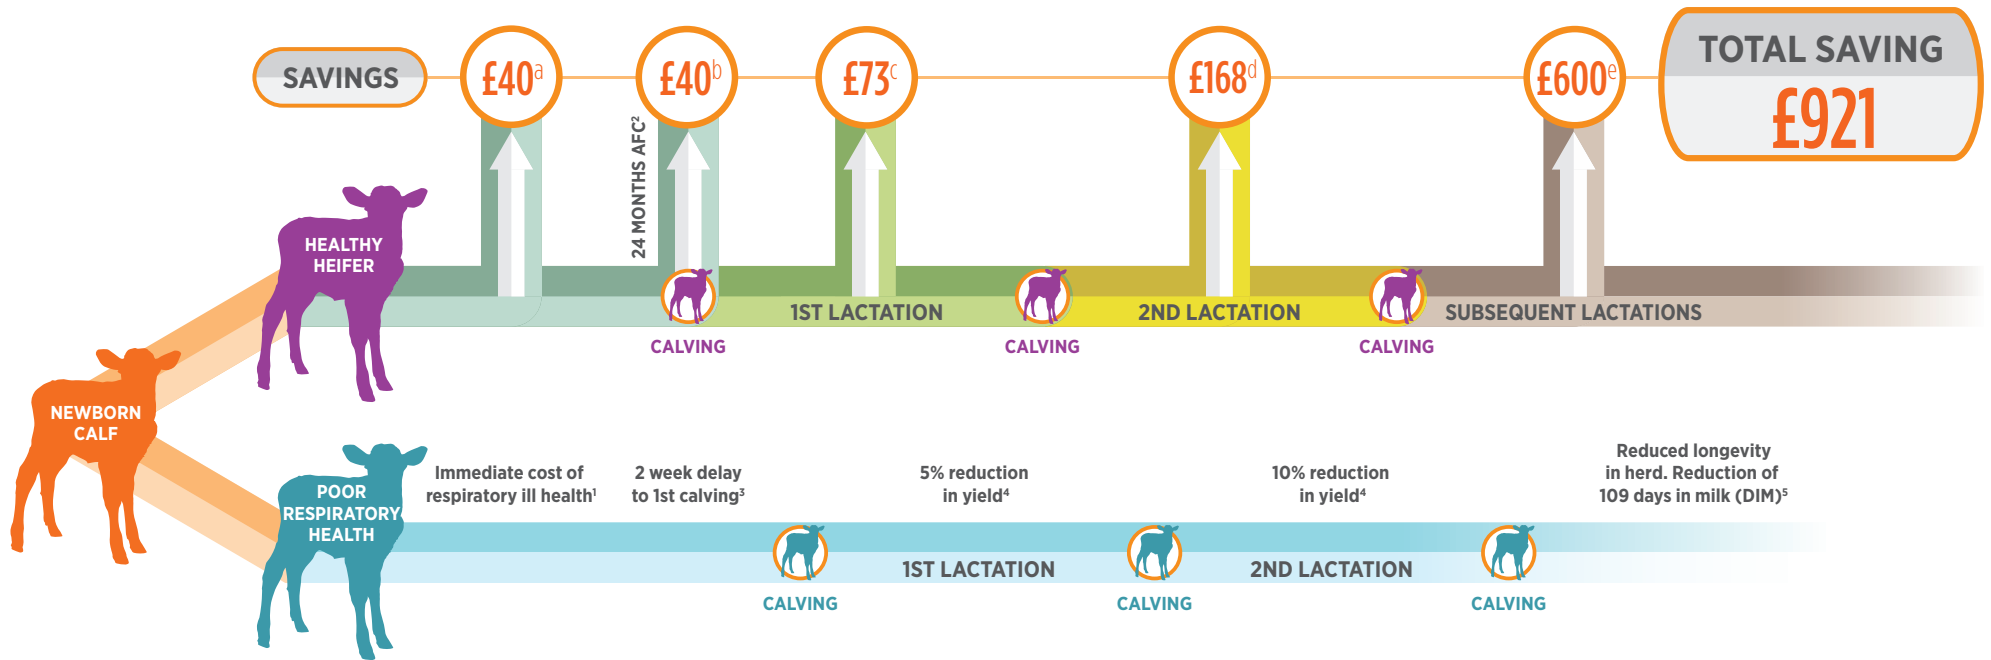 SAVINGS
£40a
£40b
£73c
£168d
£600e
TOTAL SAVING
£921
24 MONTHS AFC2
HEALTHY
HEIFER
1ST LACTATION
2ND LACTATION
SUBSEQUENT LACTATIONS
CALVING
CALVING
CALVING
NEWBORN
CALF
POOR
RESPIRATORY
HEALTH
Immediate cost of
respiratory ill health1
2 week delay
to 1st calving3
5% reduction
in yield4
10% reduction
in yield4
Reduced longevity
in herd. Reduction of
109 days in milk (DIM)5
1ST LACTATION
2ND LACTATION
CALVING
CALVING
CALVING